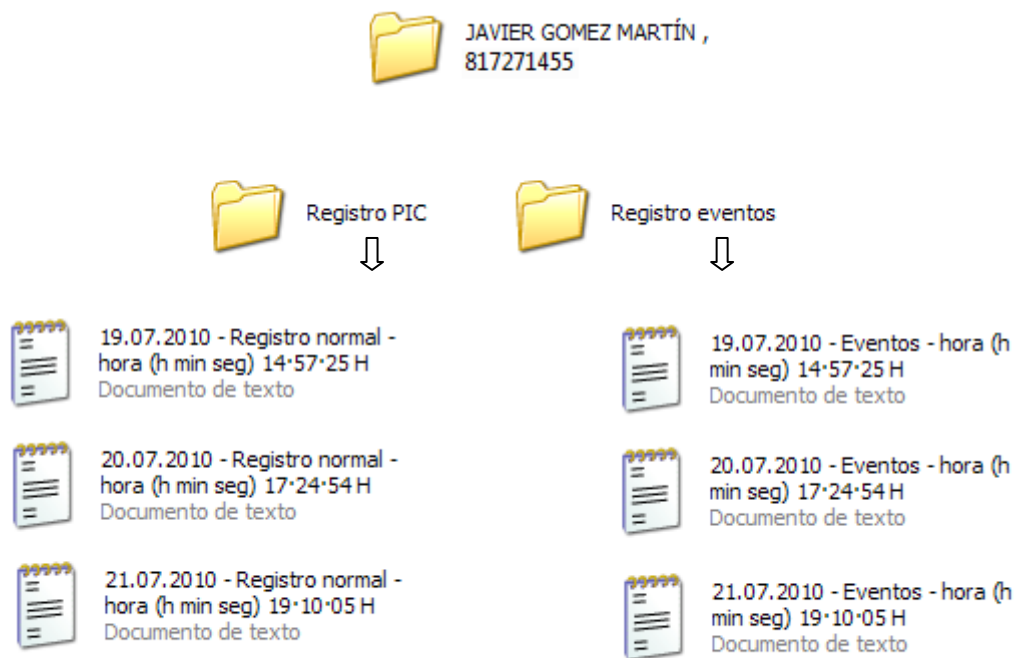 JAVIER GOMEZ MARTÍN ,
817271455
Registro PIC
Registro eventos
19.07.2010 - Registro normal -
hora (h min seg) 14·57·25 H
Documento de texto
20.07.2010 - Registro normal -
hora (h min seg) 17·24·54 H
Documento de texto
21.07.2010 - Registro normal -
hora (h min seg) 19·10·05 H
Documento de texto
19.07.2010 - Eventos - hora (h
min seg) 14·57·25 H
Documento de texto
20.07.2010 - Eventos - hora (h
min seg) 17·24·54 H
Documento de texto
21.07.2010 - Eventos - hora (h
min seg) 19·10·05 H
Documento de texto